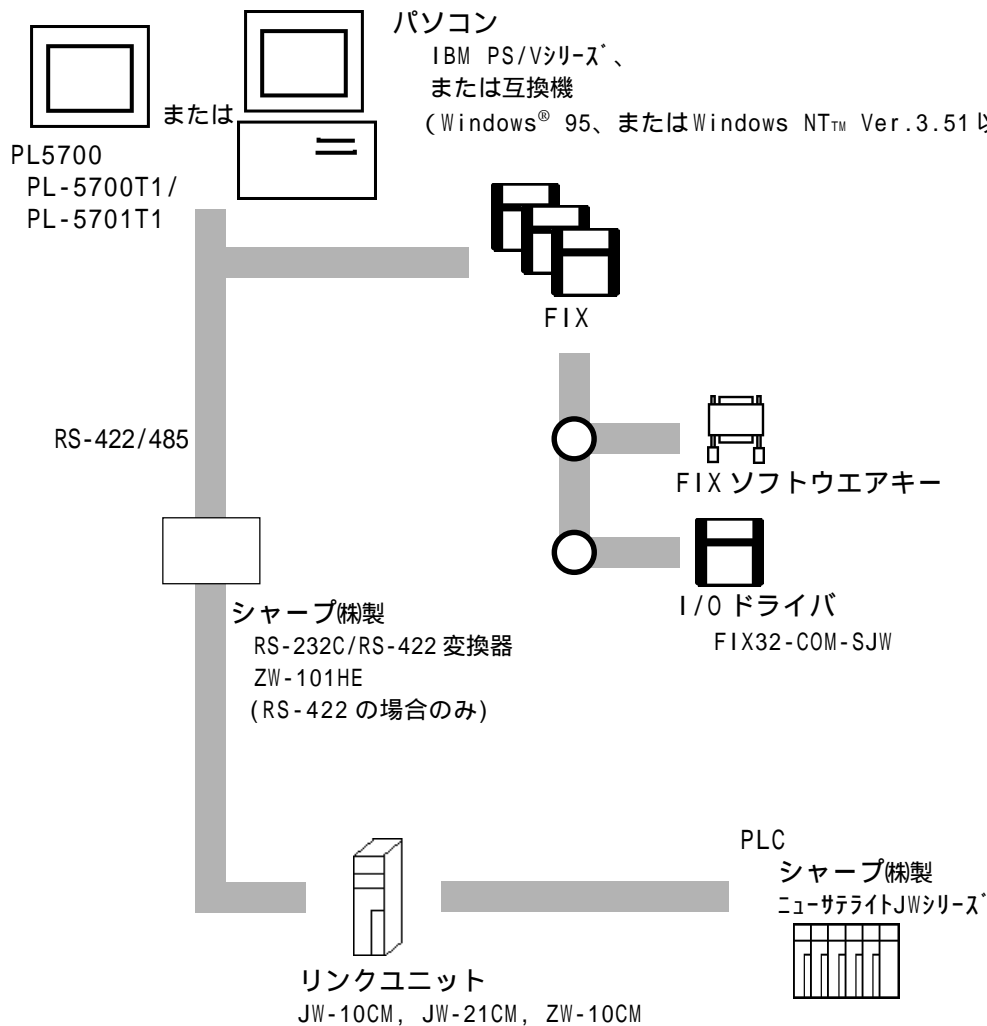 パソコン
IBM PS/Vｼﾘｰｽﾞ、
または互換機
(Windows® 95、またはWindows NT™ Ver.3.51
または
PL5700
PL-5700T1/
PL-5701T1
FIX
RS-422/485
FIX ソフトウエアキー
I/O ドライバ
FIX32-COM-SJW
シャープ㈱製
RS-232C/RS-422 変換器
ZW-101HE
(RS-422 の場合のみ)
PLC
シャープ㈱製
ﾆｭｰｻﾃﾗｲﾄJWｼﾘｰｽﾞ
リンクユニット
JW-10CM, JW-21CM, ZW-10CM